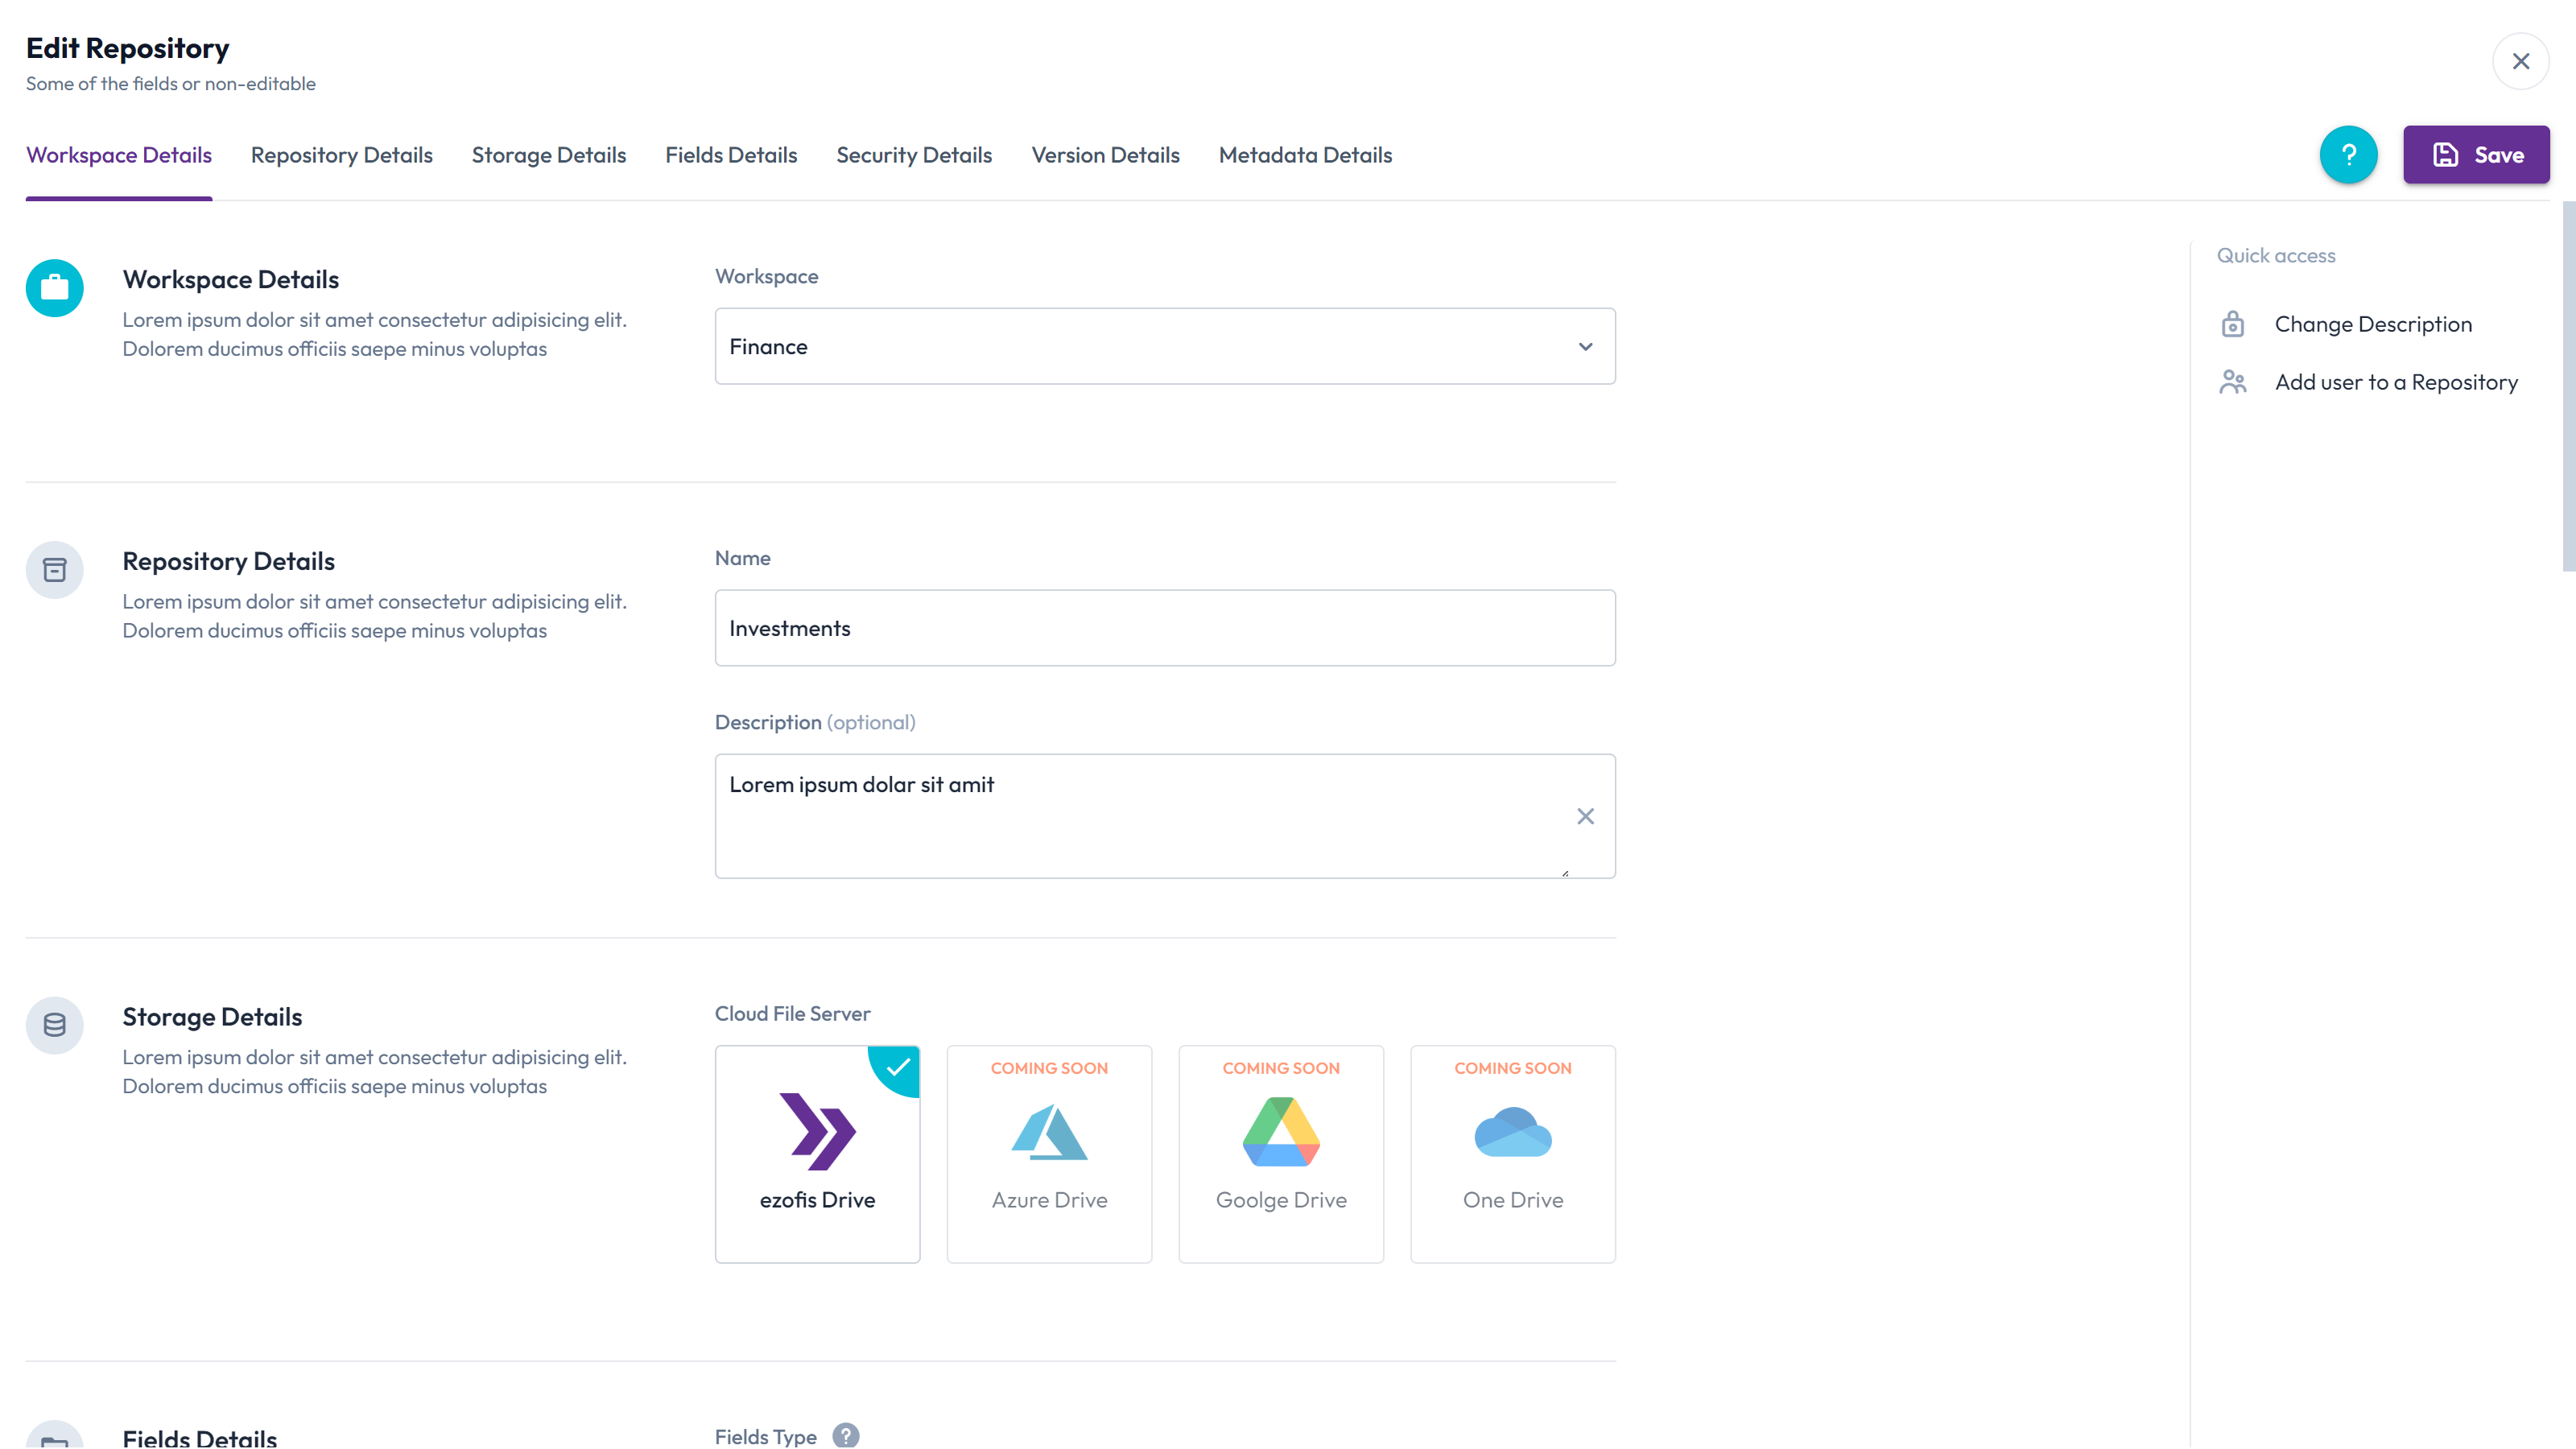 Edit Repository
Some of the fields or non-editable
Workspace Details
Repository Details
Storage Details
Fields Details
Security Details
Version Details
Metadata Details
?
Save
Workspace Details
Lorem ipsum dolor sit amet consectetur adipisicing elit.
Dolorem ducimus officiis saepe minus voluptas
Workspace
Finance
Quick access
Change Description
Add user to a Repository
Repository Details
Lorem ipsum dolor sit amet consectetur adipisicing elit.
Dolorem ducimus officiis saepe minus voluptas
Name
Investments
Description (optional)
Lorem ipsum dolar sit amit
Storage Details
Lorem ipsum dolor sit amet consectetur adipisicing elit.
Dolorem ducimus officiis saepe minus voluptas
Cloud File Server
ezofis Drive
COMING SOON
Azure Drive
COMING SOON
Goolge Drive
COMING SOON
One Drive
Fields Details
Fields Type ?